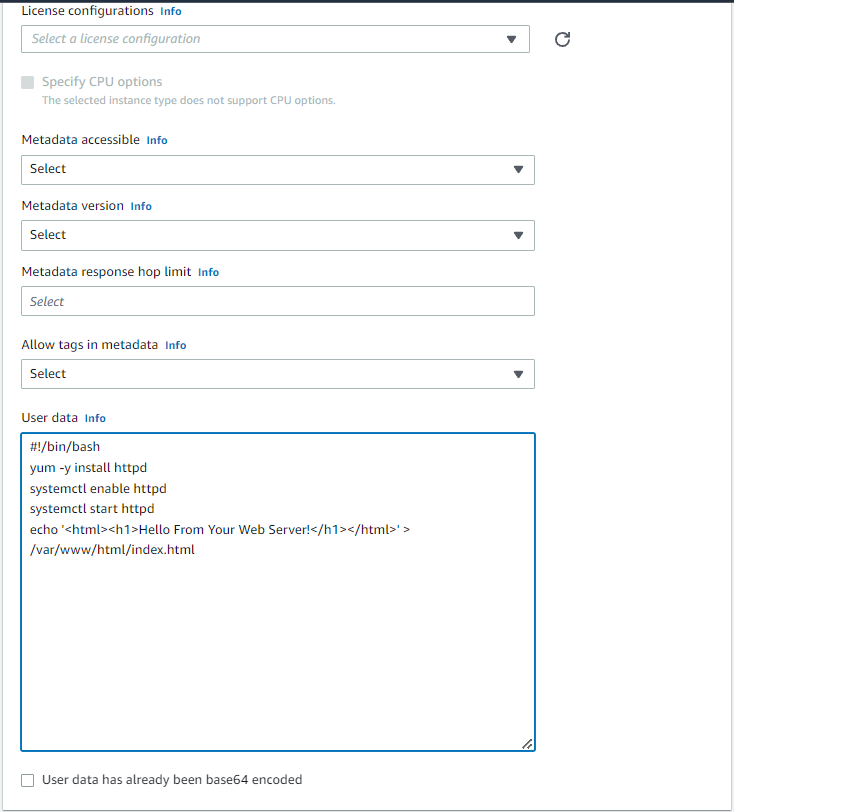 License configurations Info
Select a license configuration
Specify CPU options
The selected instance type does not support CPU options.
Metadata accessible Info
Select
Metadata version Info
Select
Metadata response hop limit Info
Select
Allow tags in metadata Info
Select
User data Info
#!/bin/bash
yum -y install httpd
systemctl enable httpd
systemctl start httpd
echo '<html><h1>Hello From Your Web Server!</h1></html>' >
/var/www/html/index.html
User data has already been base64 encoded